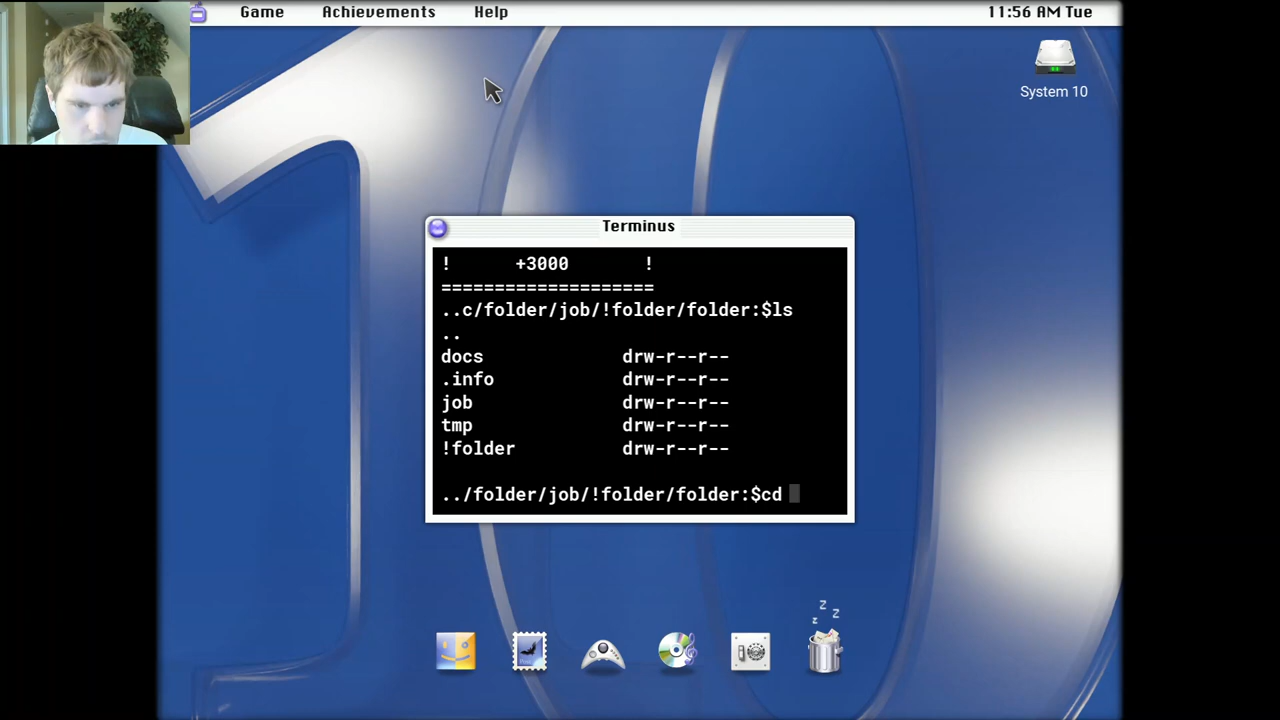 Game Achievements Help 11:56 AM Tue
System 10
Terminus
! +3000 !
====================
..c/folder/job/!folder/folder:$ls
..
docs drw-r--r--
.info drw-r--r--
job drw-r--r--
tmp drw-r--r--
!folder drw-r--r--
../folder/job/!folder/folder:$cd
z Z Z